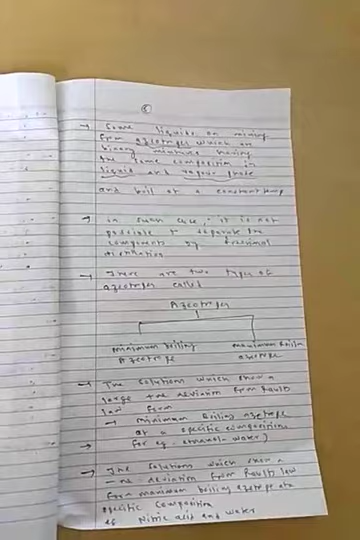 → Some liquids on mixing
form azeotropes which are
binary mixture having
the same composition in
liquid and vapour phase
and boil at a constant temp
→ in such case, it is not
possible to separate the
components by fractional
distillation
→ There are two types of
azeotropes called
Azeotropes
minimum boiling
Azeotrope
maximum boiling
azeotrope
→ The solutions which show a
large +ve deviation from Raoults
law form
→ minimum boiling azeotrope
at a specific composition
→ for eg. ethanol + water)
→ The solutions which show a
-ve deviation from Raoults law
form maximum boiling azeotrope at a
specific composition
eg Nitric acid and water